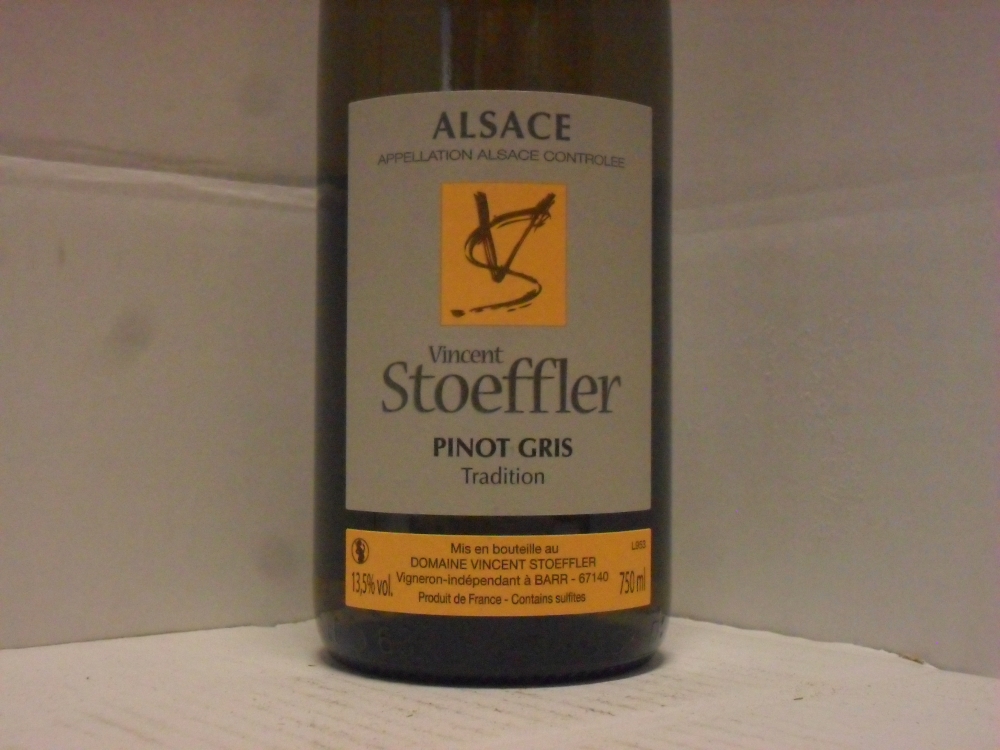 ALSACE
APPELLATION ALSACE CONTROLEE
VS
Vincent
Stoeffler
PINOT GRIS
Tradition
Mis en bouteille au
DOMAINE VINCENT STOEFFLER
Vigneron-indépendant à BARR - 67140
Produit de France - Contains sulfites
13,5% vol.
750 ml